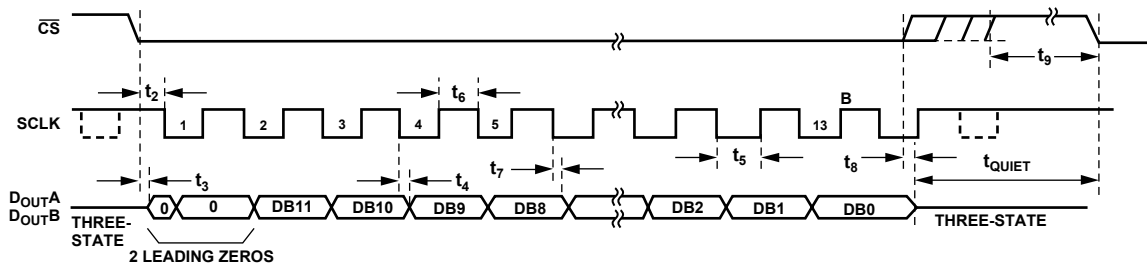 CS
t9
t2
t6
B
SCLK
1 2 3 4 5 13
t5
t8
tQUIET
t3
t4
t7
DOUTA
DOUTB
THREE-
STATE
0 0 DB11 DB10 DB9 DB8 DB2 DB1 DB0
THREE-STATE
2 LEADING ZEROS